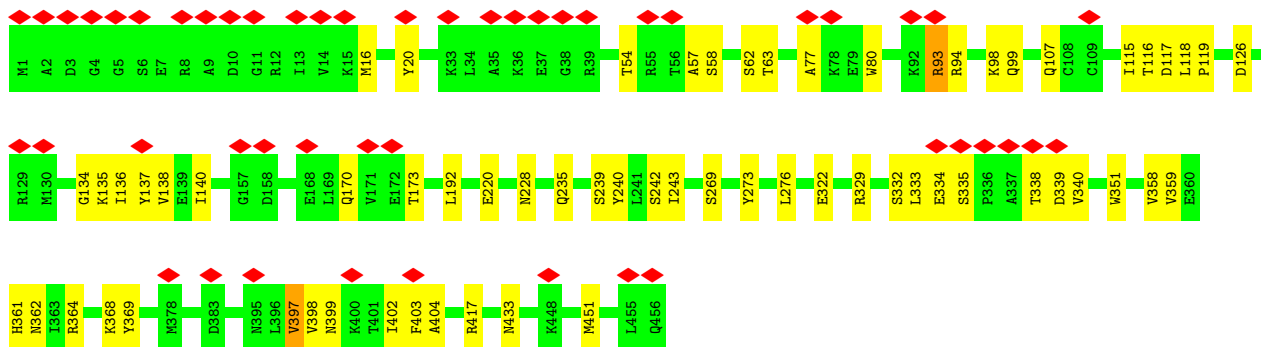 M1 A2 D3 G4 G5 S6 E7 R8 A9 D10 G11 R12 I13 V14 K15 M16 Y20 K33 L34 A35 K36 E37 G38 R39 T54 R55 T56 A57 S58 S62 T63 A77 K78 E79 W80 K92 R93 R94 K98 Q99 Q107 C108 C109 I115 T116 D117 L118 P119 D126
R129 M130 G134 K135 I136 Y137 V138 E139 I140 G157 D158 E168 L169 Q170 V171 E172 T173 L192 E220 N228 Q235 S239 Y240 L241 S242 I243 S269 Y273 L276 E322 R329 S332 L333 E334 S335 P336 A337 T338 D339 V340 W351 V358 V359 E360
H361 N362 I363 R364 K368 Y369 M378 D383 N395 L396 V397 V398 N399 K400 T401 I402 F403 A404 R417 N433 K448 M451 L455 Q456